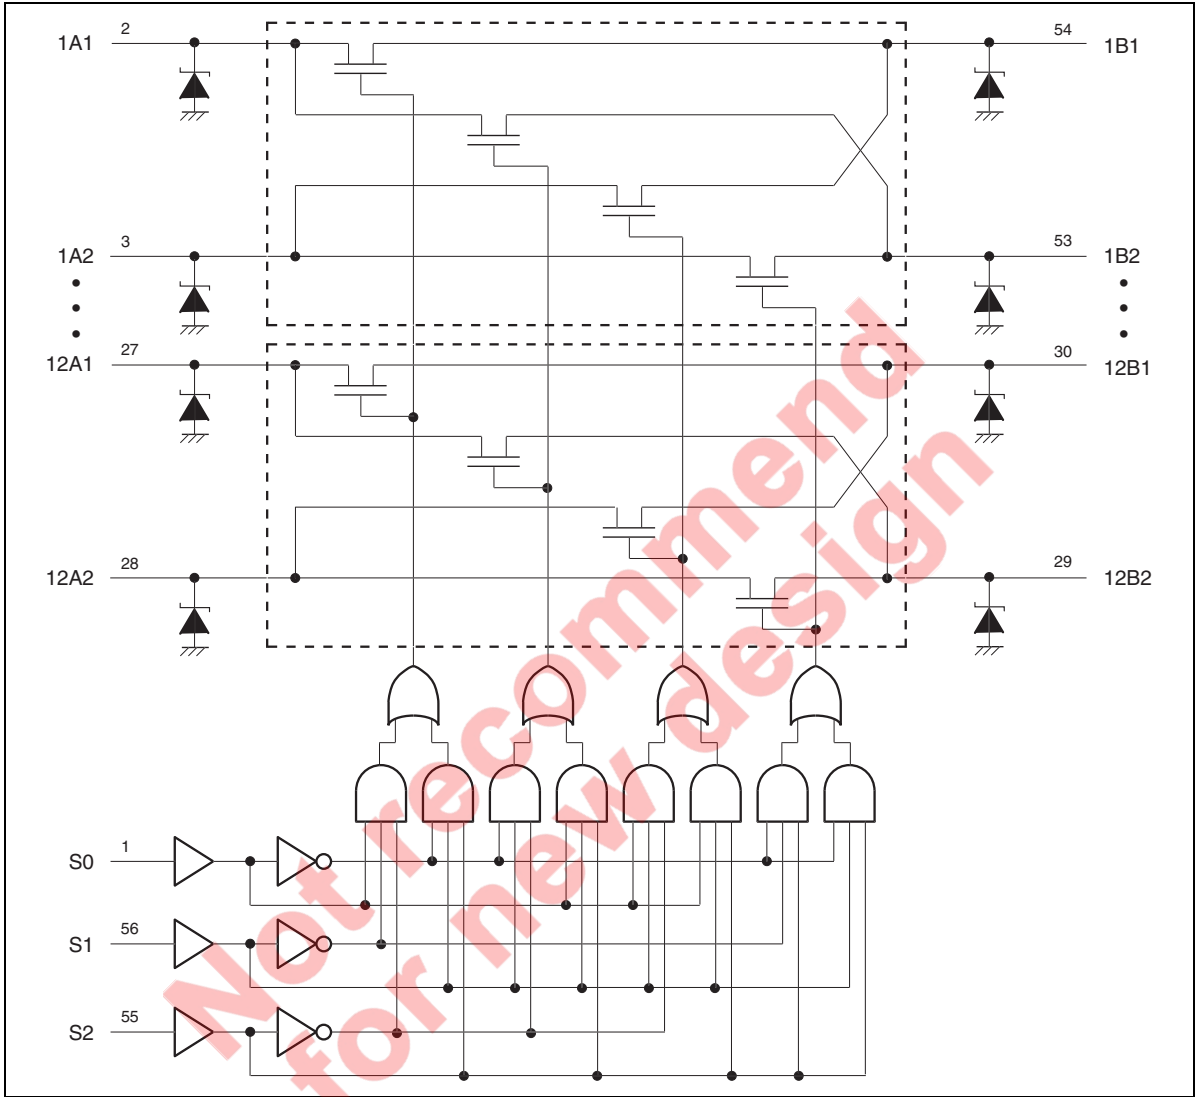 1A1 2 54 1B1
1A2 3 53 1B2
12A1 27 30 12B1
12A2 28 29 12B2
S0 1
S1 56
S2 55
Not recommend
for new design